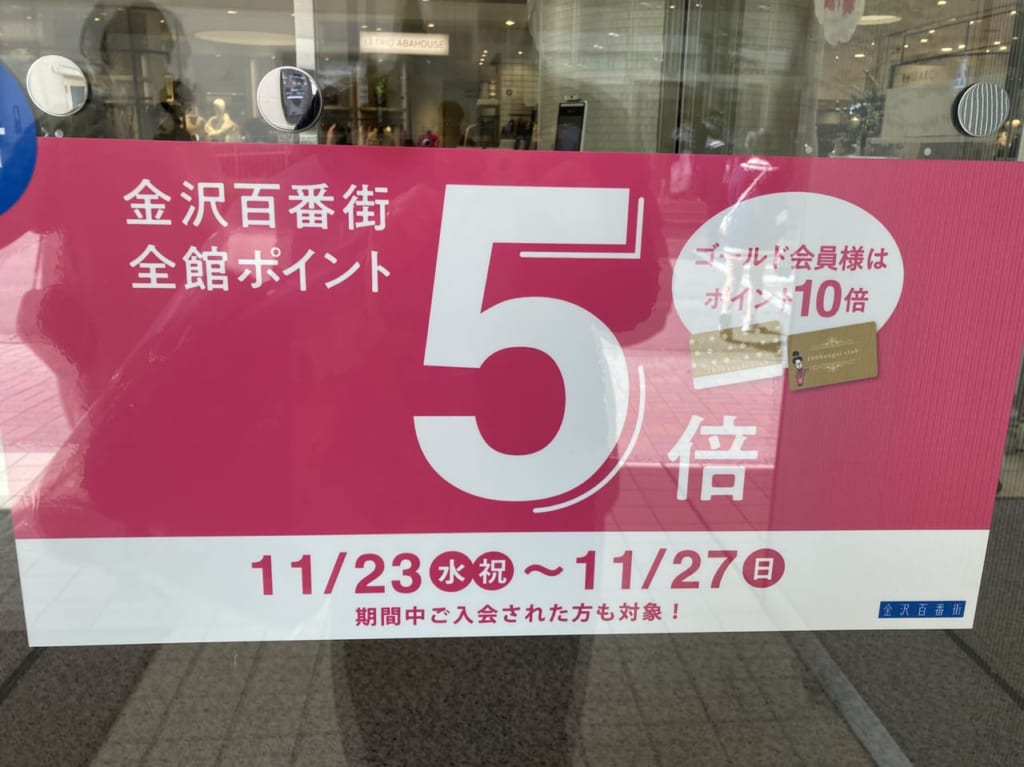 金沢百番街
全館ポイント
5倍
ゴールド会員様は
ポイント10倍
100bangai club
11/23水祝～11/27日
期間中ご入会された方も対象！
金沢百番街